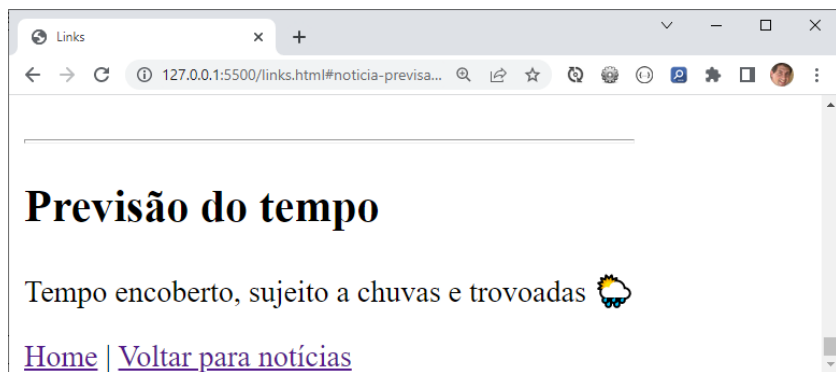 Links
127.0.0.1:5500/links.html#noticia-previsa...
Previsão do tempo
Tempo encoberto, sujeito a chuvas e trovoadas 🌦
Home | Voltar para notícias